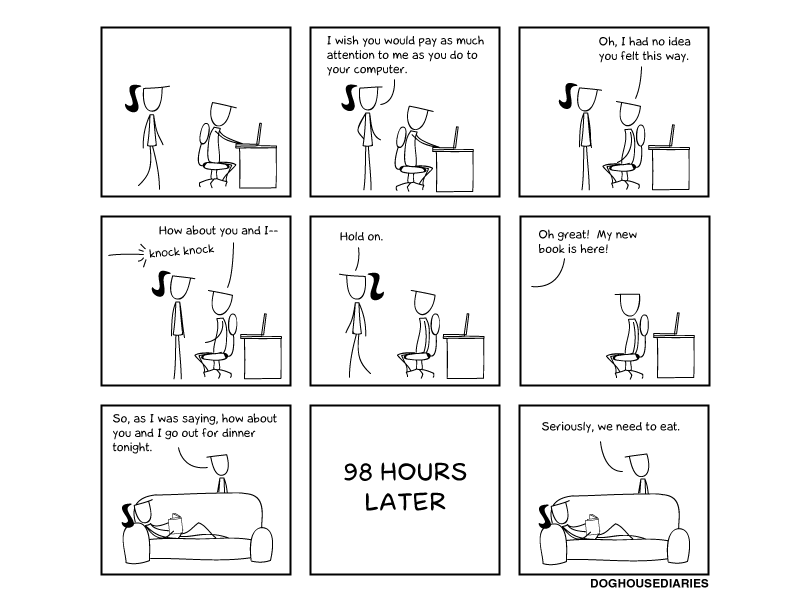 I wish you would pay as much
attention to me as you do to
your computer.
Oh, I had no idea
you felt this way.
How about you and I--
knock knock
Hold on.
Oh great! My new
book is here!
So, as I was saying, how about
you and I go out for dinner
tonight.
98 HOURS
LATER
Seriously, we need to eat.
DOGHOUSEDIARIES